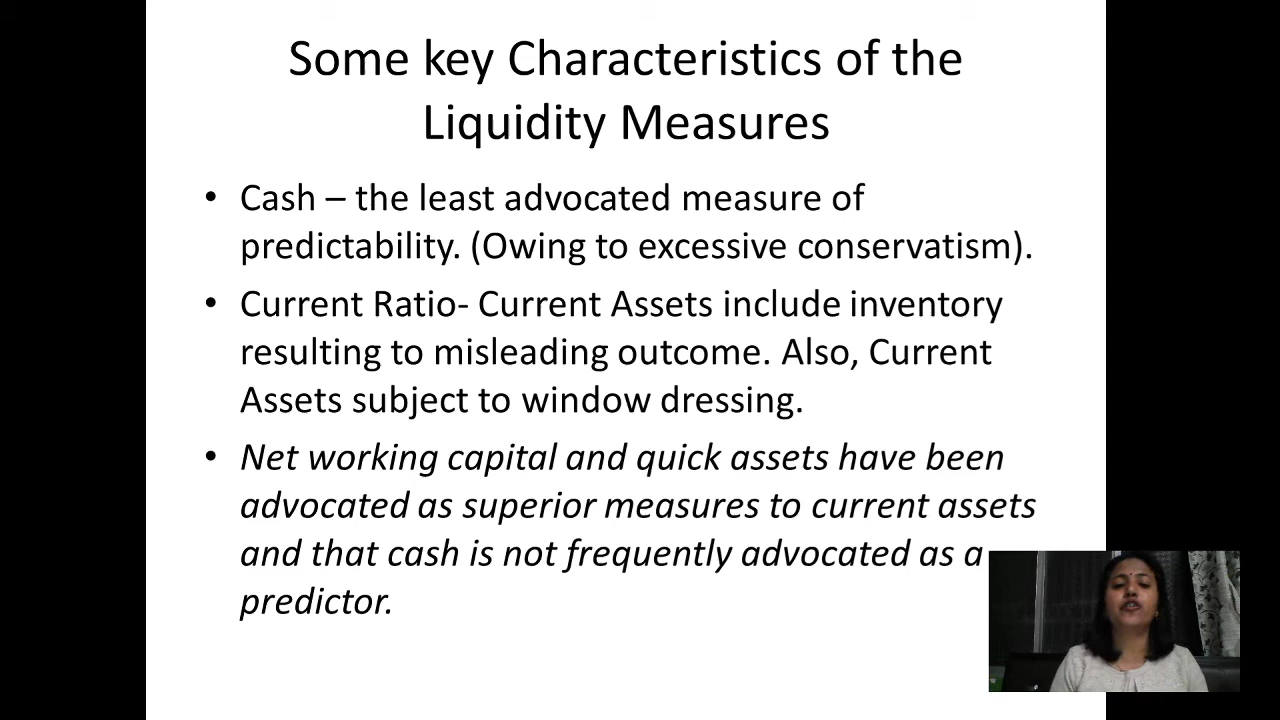 Some key Characteristics of the
Liquidity Measures
• Cash – the least advocated measure of
predictability. (Owing to excessive conservatism).
• Current Ratio- Current Assets include inventory
resulting to misleading outcome. Also, Current
Assets subject to window dressing.
• Net working capital and quick assets have been
advocated as superior measures to current assets
and that cash is not frequently advocated as a
predictor.